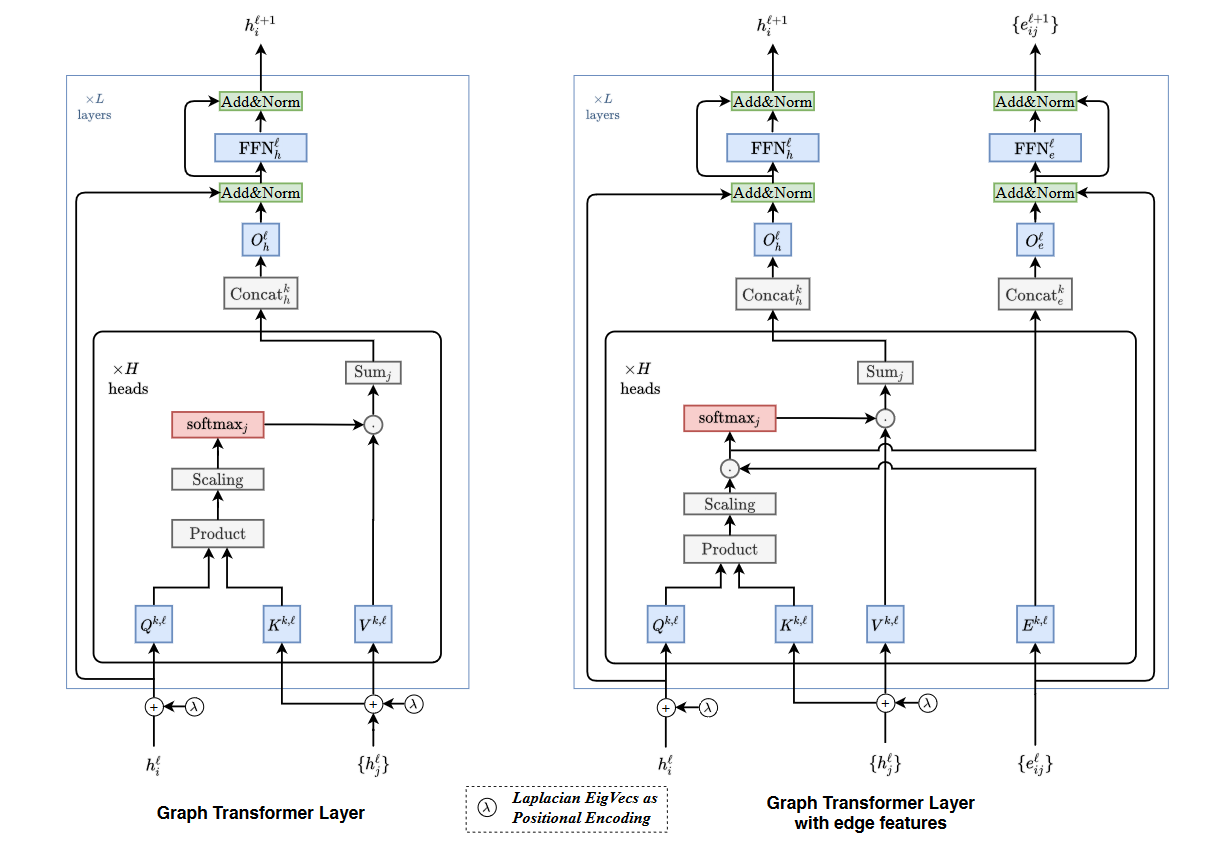 h_i^{ℓ+1}
×L
layers
Add&Norm
FFN_h^ℓ
Add&Norm
O_h^ℓ
Concat_h^k
×H
heads
Sum_j
softmax_j
·
Scaling
Product
Q^{k,ℓ}
K^{k,ℓ}
V^{k,ℓ}
+ λ
+ λ
h_i^ℓ
{h_j^ℓ}
Graph Transformer Layer
h_i^{ℓ+1}
{e_{ij}^{ℓ+1}}
×L
layers
Add&Norm
Add&Norm
FFN_h^ℓ
FFN_e^ℓ
Add&Norm
Add&Norm
O_h^ℓ
O_e^ℓ
Concat_h^k
Concat_e^k
×H
heads
Sum_j
softmax_j
·
·
Scaling
Product
Q^{k,ℓ}
K^{k,ℓ}
V^{k,ℓ}
E^{k,ℓ}
+ λ
+ λ
h_i^ℓ
{h_j^ℓ}
{e_{ij}^ℓ}
Graph Transformer Layer
with edge features
λ
Laplacian EigVecs as
Positional Encoding